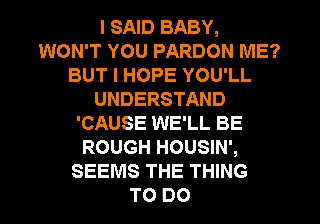 I SAID BABY,
WON'T YOU PARDON ME?
BUT I HOPE YOU'LL
UNDERSTAND
'CAUSE WE'LL BE
ROUGH HOUSIN',
SEEMS THE THING
TO DO